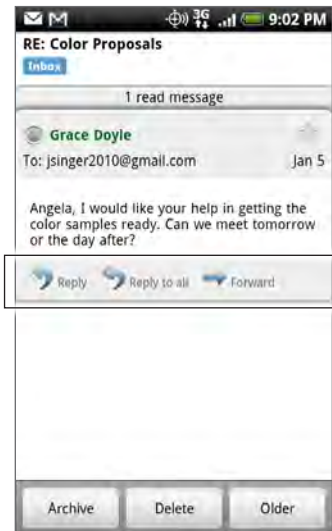 3G 9:02 PM
RE: Color Proposals
Inbox
1 read message
Grace Doyle
To: jsinger2010@gmail.com Jan 5
Angela, I would like your help in getting the
color samples ready. Can we meet tomorrow
or the day after?
Reply Reply to all Forward
Archive Delete Older